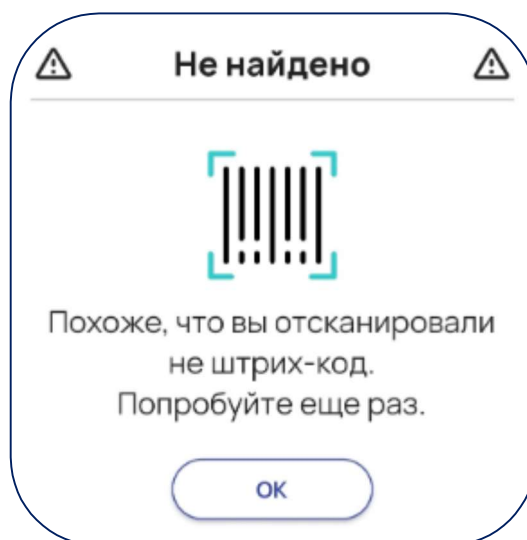 Не найдено
Похоже, что вы отсканировали
не штрих-код.
Попробуйте еще раз.
ОК